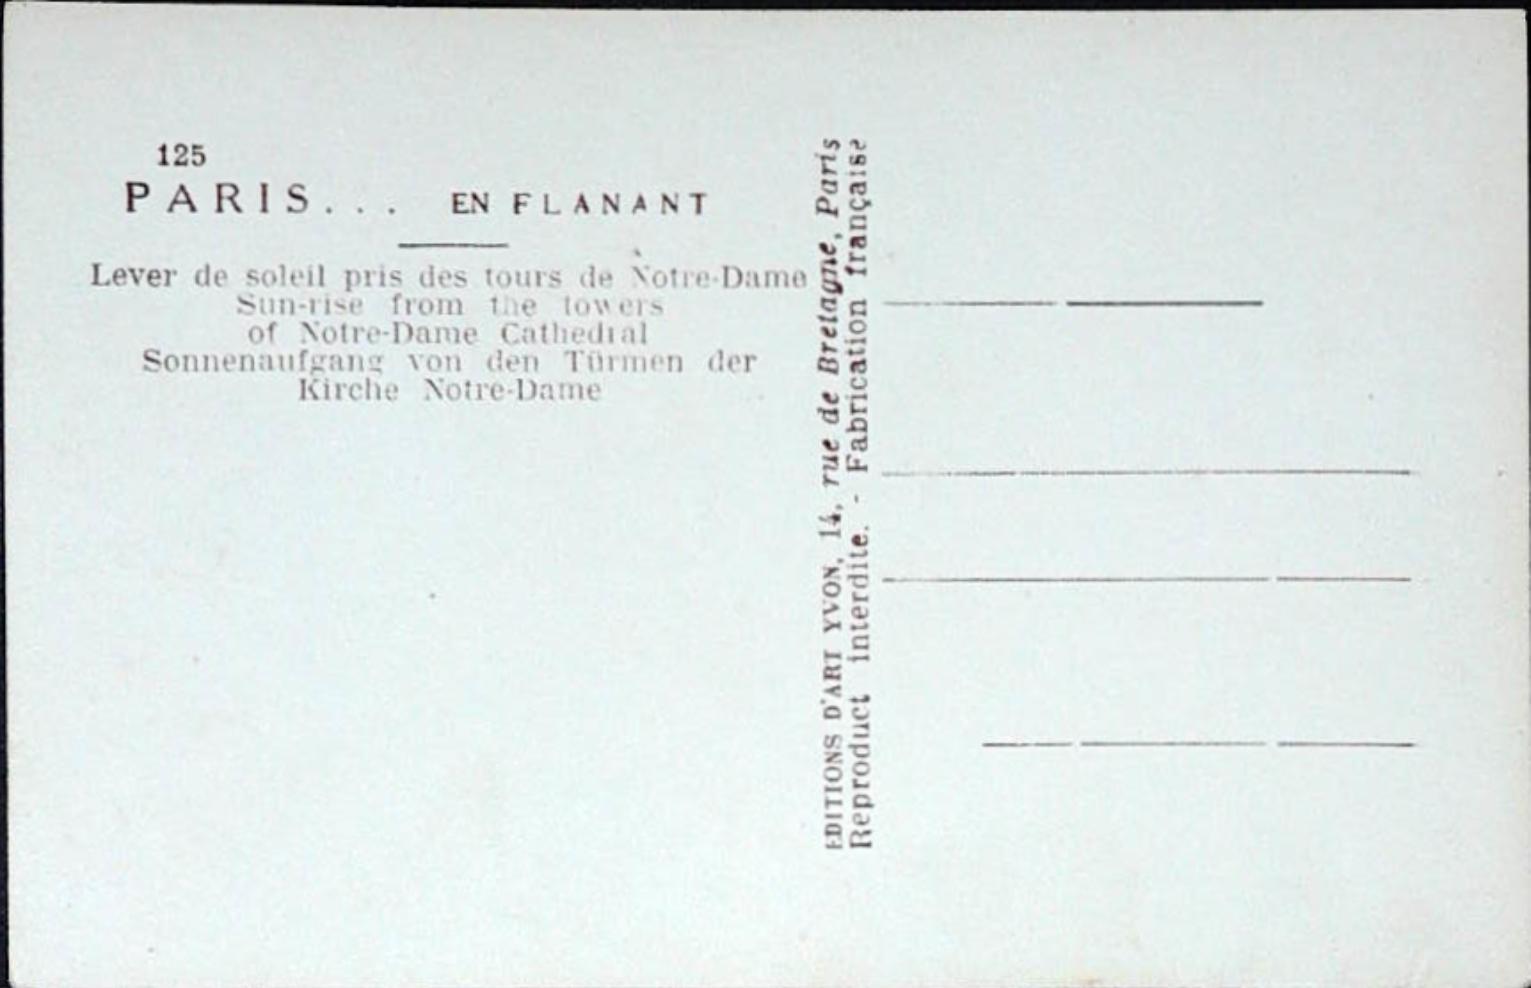 125
PARIS... EN FLANANT
Lever de soleil pris des tours de Notre-Dame
Sun-rise from the towers
of Notre-Dame Cathedral
Sonnenaufgang von den Türmen der
Kirche Notre-Dame
EDITIONS D'ART YVON, 14, rue de Bretagne, Paris
Reproduct interdite. - Fabrication française